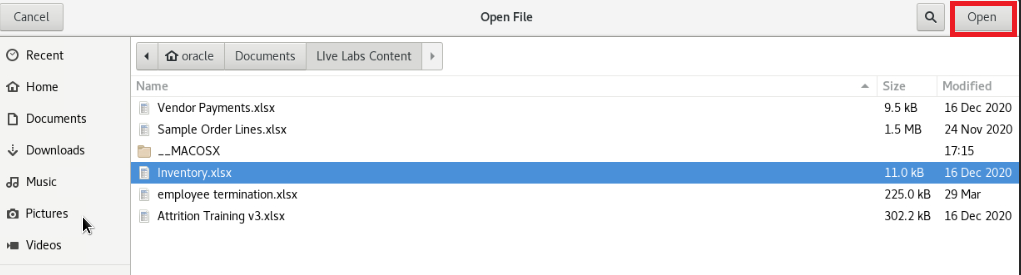 Cancel Open File Open
Recent
Home
Documents
Downloads
Music
Pictures
Videos
oracle Documents LIve Labs Content
Name Size Modified
Vendor Payments.xlsx 9.5 kB 16 Dec 2020
Sample Order Lines.xlsx 1.5 MB 24 Nov 2020
__MACOSX 17:15
Inventory.xlsx 11.0 kB 16 Dec 2020
employee termination.xlsx 225.0 kB 29 Mar
Attrition Training v3.xlsx 302.2 kB 16 Dec 2020